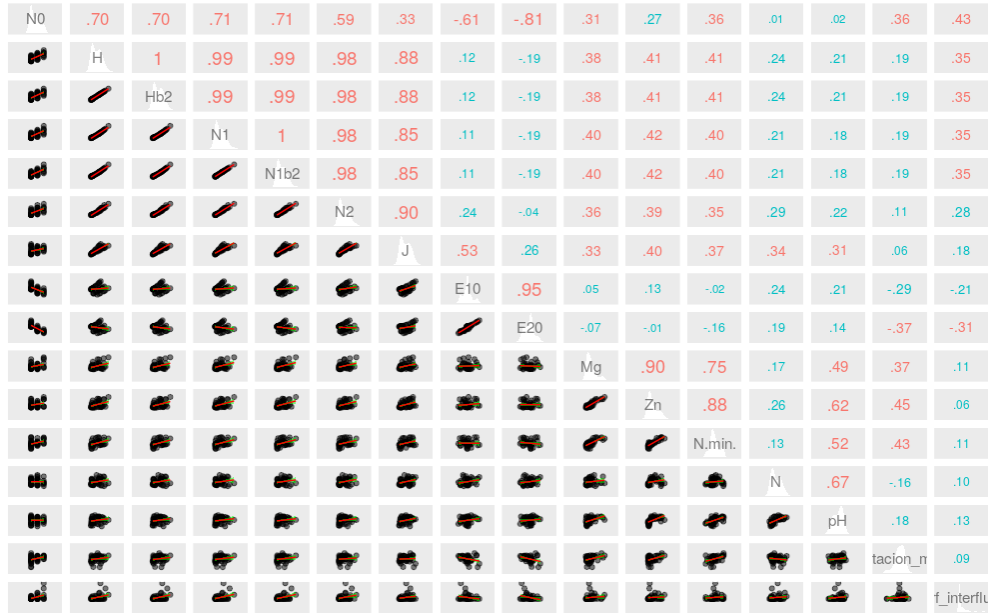 N0 .70 .70 .71 .71 .59 .33 -.61 -.81 .31 .27 .36 .01 .02 .36 .43
H 1 .99 .99 .98 .88 .12 -.19 .38 .41 .41 .24 .21 .19 .35
Hb2 .99 .99 .98 .88 .12 -.19 .38 .41 .41 .24 .21 .19 .35
N1 1 .98 .85 .11 -.19 .40 .42 .40 .21 .18 .19 .35
N1b2 .98 .85 .11 -.19 .40 .42 .40 .21 .18 .19 .35
N2 .90 .24 -.04 .36 .39 .35 .29 .22 .11 .28
J .53 .26 .33 .40 .37 .34 .31 .06 .18
E10 .95 .05 .13 -.02 .24 .21 -.29 -.21
E20 -.07 -.01 -.16 .19 .14 -.37 -.31
Mg .90 .75 .17 .49 .37 .11
Zn .88 .26 .62 .45 .06
N.min. .13 .52 .43 .11
N .67 -.16 .10
pH .18 .13
tacion_m .09
f_interflu